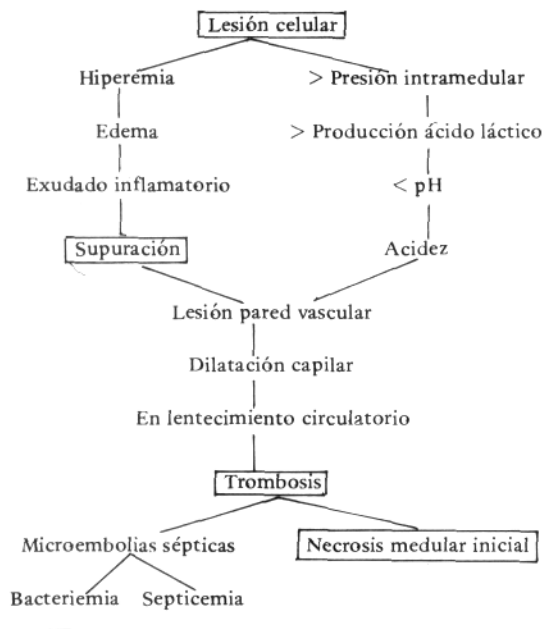 Lesión celular
Hiperemia
> Presión intramedular
Edema
> Producción ácido láctico
Exudado inflamatorio
< pH
Supuración
Acidez
Lesión pared vascular
Dilatación capilar
En lentecimiento circulatorio
Trombosis
Microembolias sépticas
Necrosis medular inicial
Bacteriemia
Septicemia